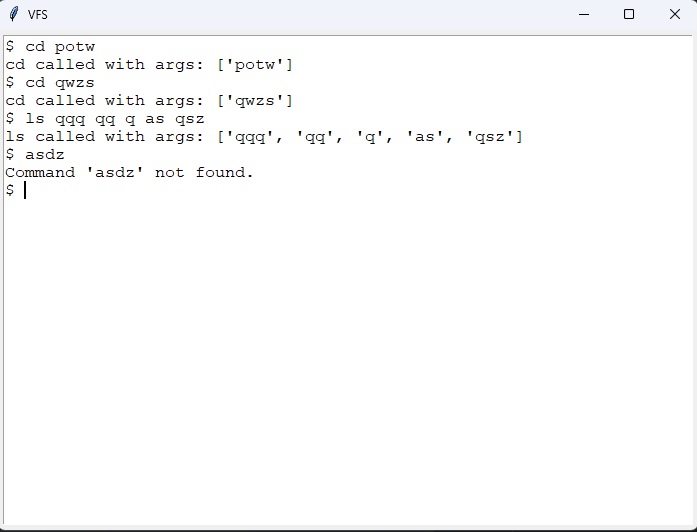 VFS
$ cd potw
cd called with args: ['potw']
$ cd qwzs
cd called with args: ['qwzs']
$ ls qqq qq q as qsz
ls called with args: ['qqq', 'qq', 'q', 'as', 'qsz']
$ asdz
Command 'asdz' not found.
$